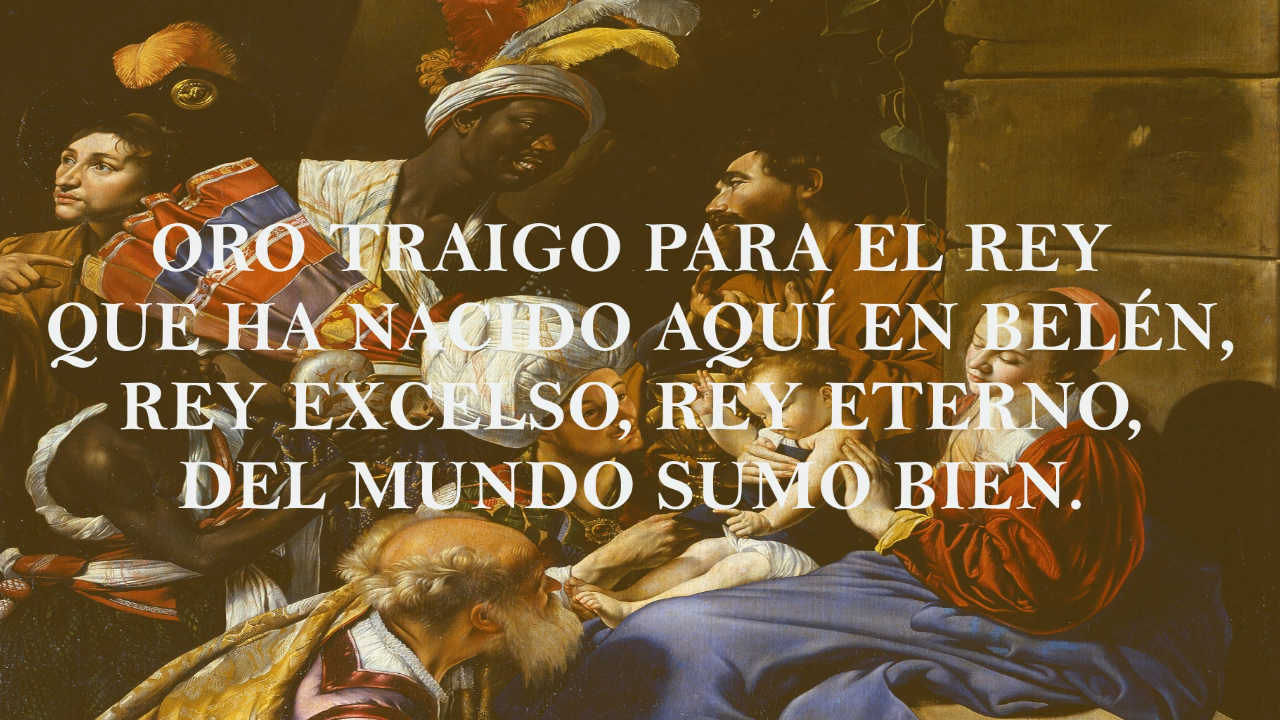 ORO TRAIGO PARA EL REY
QUE HA NACIDO AQUÍ EN BELÉN,
REY EXCELSO, REY ETERNO,
DEL MUNDO SUMO BIEN.